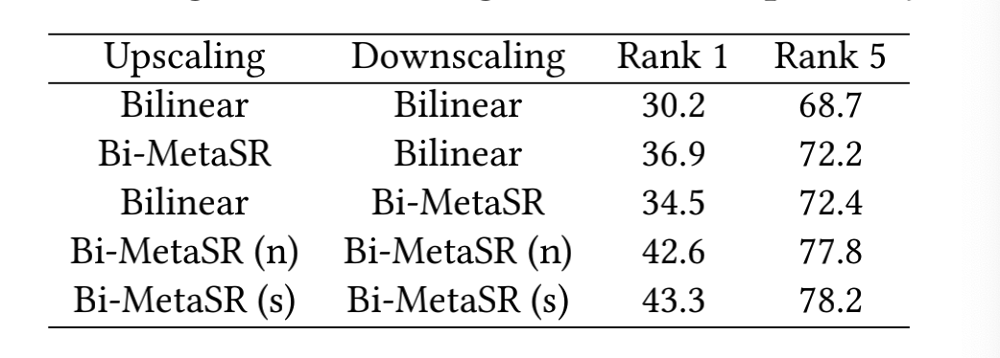 Upscaling Downscaling Rank 1 Rank 5
Bilinear Bilinear 30.2 68.7
Bi-MetaSR Bilinear 36.9 72.2
Bilinear Bi-MetaSR 34.5 72.4
Bi-MetaSR (n) Bi-MetaSR (n) 42.6 77.8
Bi-MetaSR (s) Bi-MetaSR (s) 43.3 78.2